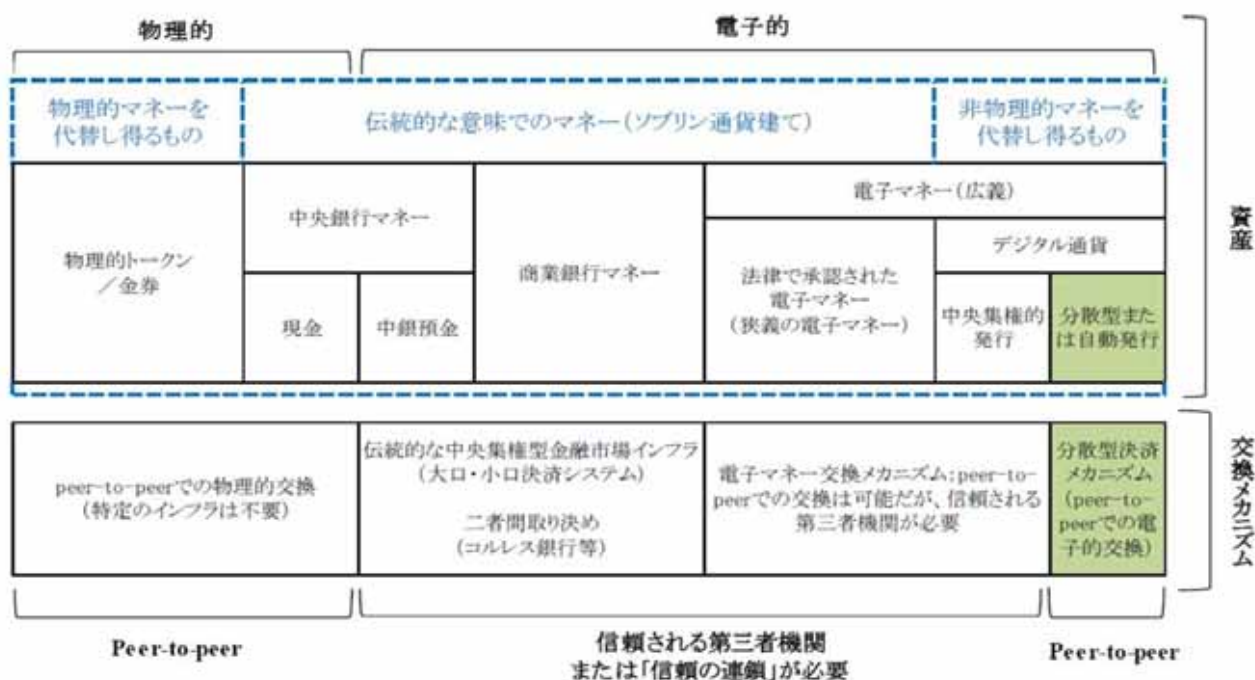 物理的
電子的
物理的マネーを
代替し得るもの
伝統的な意味でのマネー(ソブリン通貨建て)
非物理的マネーを
代替し得るもの
物理的トークン
/金券
中央銀行マネー
現金
中銀預金
商業銀行マネー
電子マネー(広義)
法律で承認された
電子マネー
(狭義の電子マネー)
デジタル通貨
中央集権的
発行
分散型また
は自動発行
資産
peer-to-peerでの物理的交換
(特定のインフラは不要)
伝統的な中央集権型金融市場インフラ
(大口・小口決済システム)
二者間取り決め
(コルレス銀行等)
電子マネー交換メカニズム:peer-to-
peerでの交換は可能だが、信頼される
第三者機関が必要
分散型決済
メカニズム
(peer-to-
peerでの電
子的交換)
交換メカニズム
Peer-to-peer
信頼される第三者機関
または「信頼の連鎖」が必要
Peer-to-peer